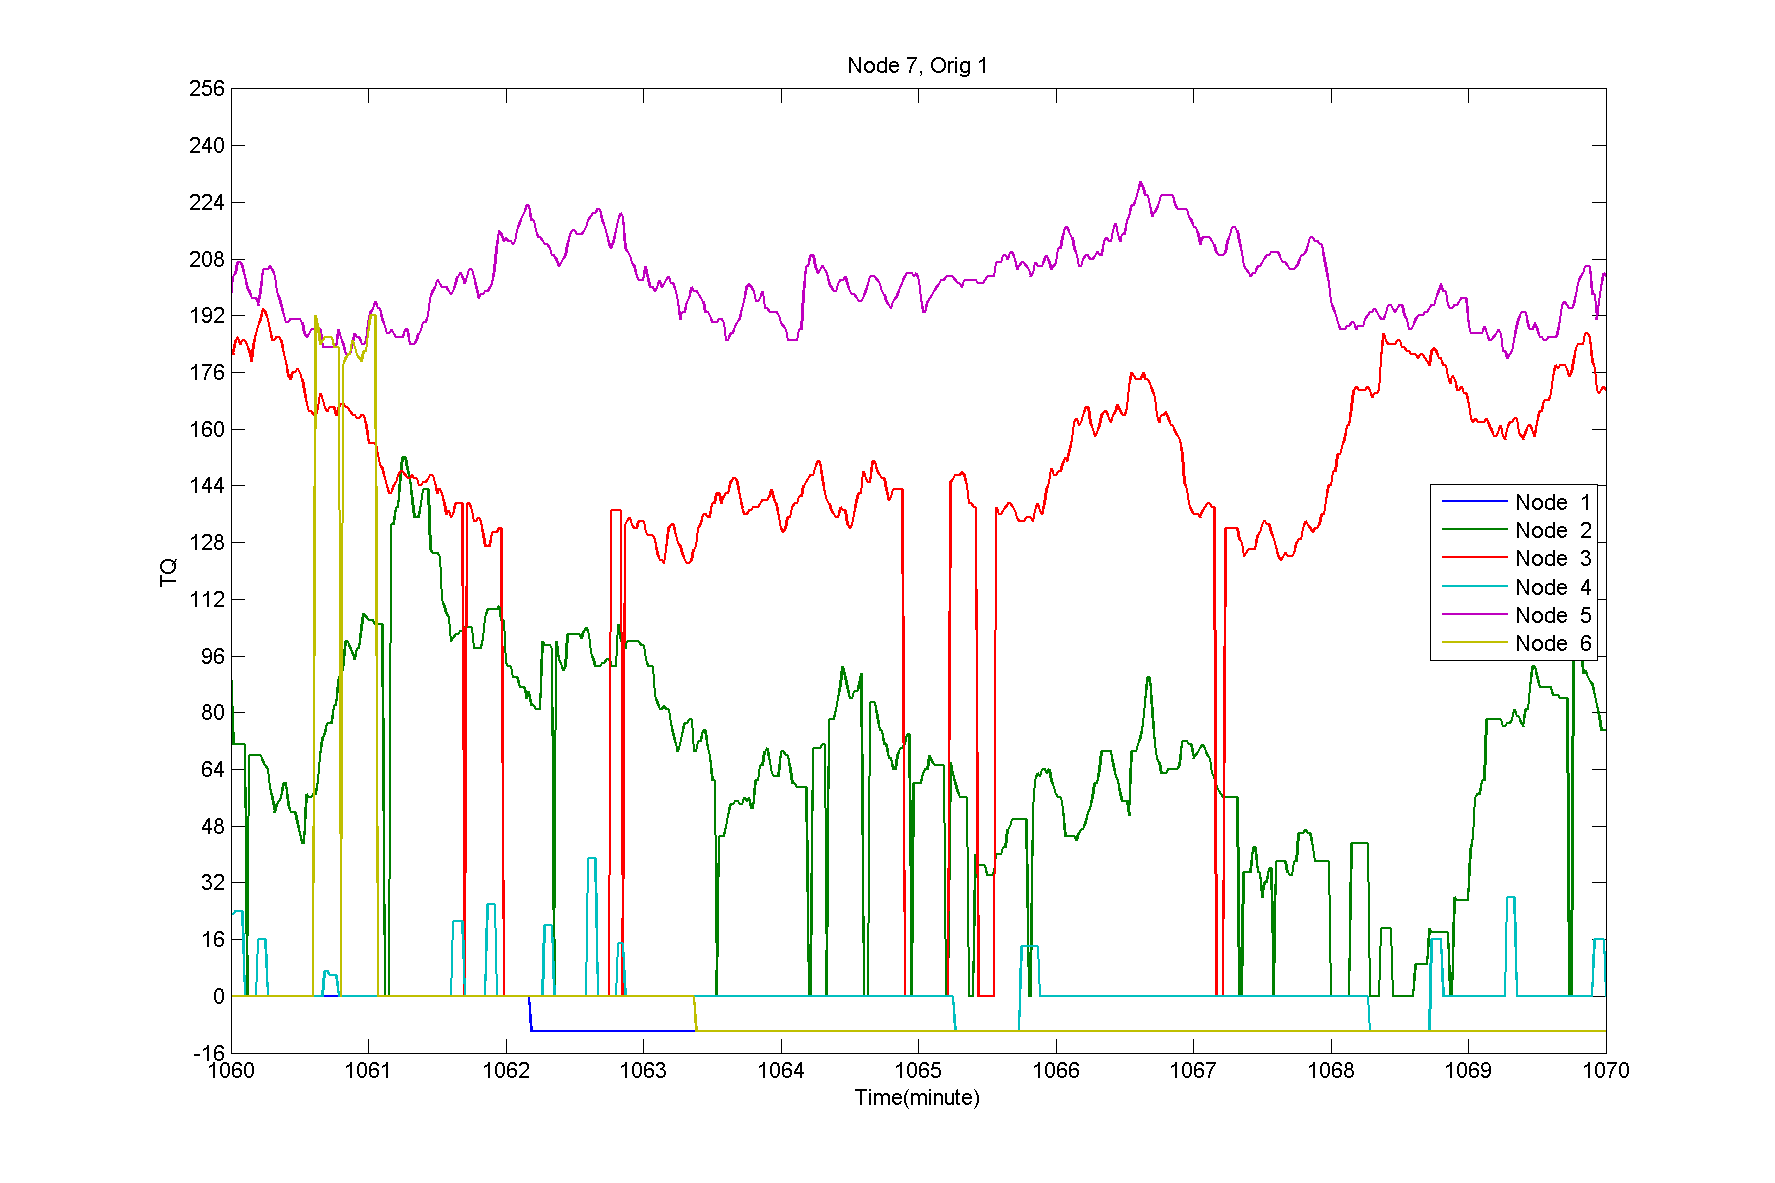 Node 7, Orig 1
256
240
224
208
192
176
160
144
128
112
96
80
64
48
32
16
0
-16
TQ
Node 1
Node 2
Node 3
Node 4
Node 5
Node 6
1060 1061 1062 1063 1064 1065 1066 1067 1068 1069 1070
Time(minute)